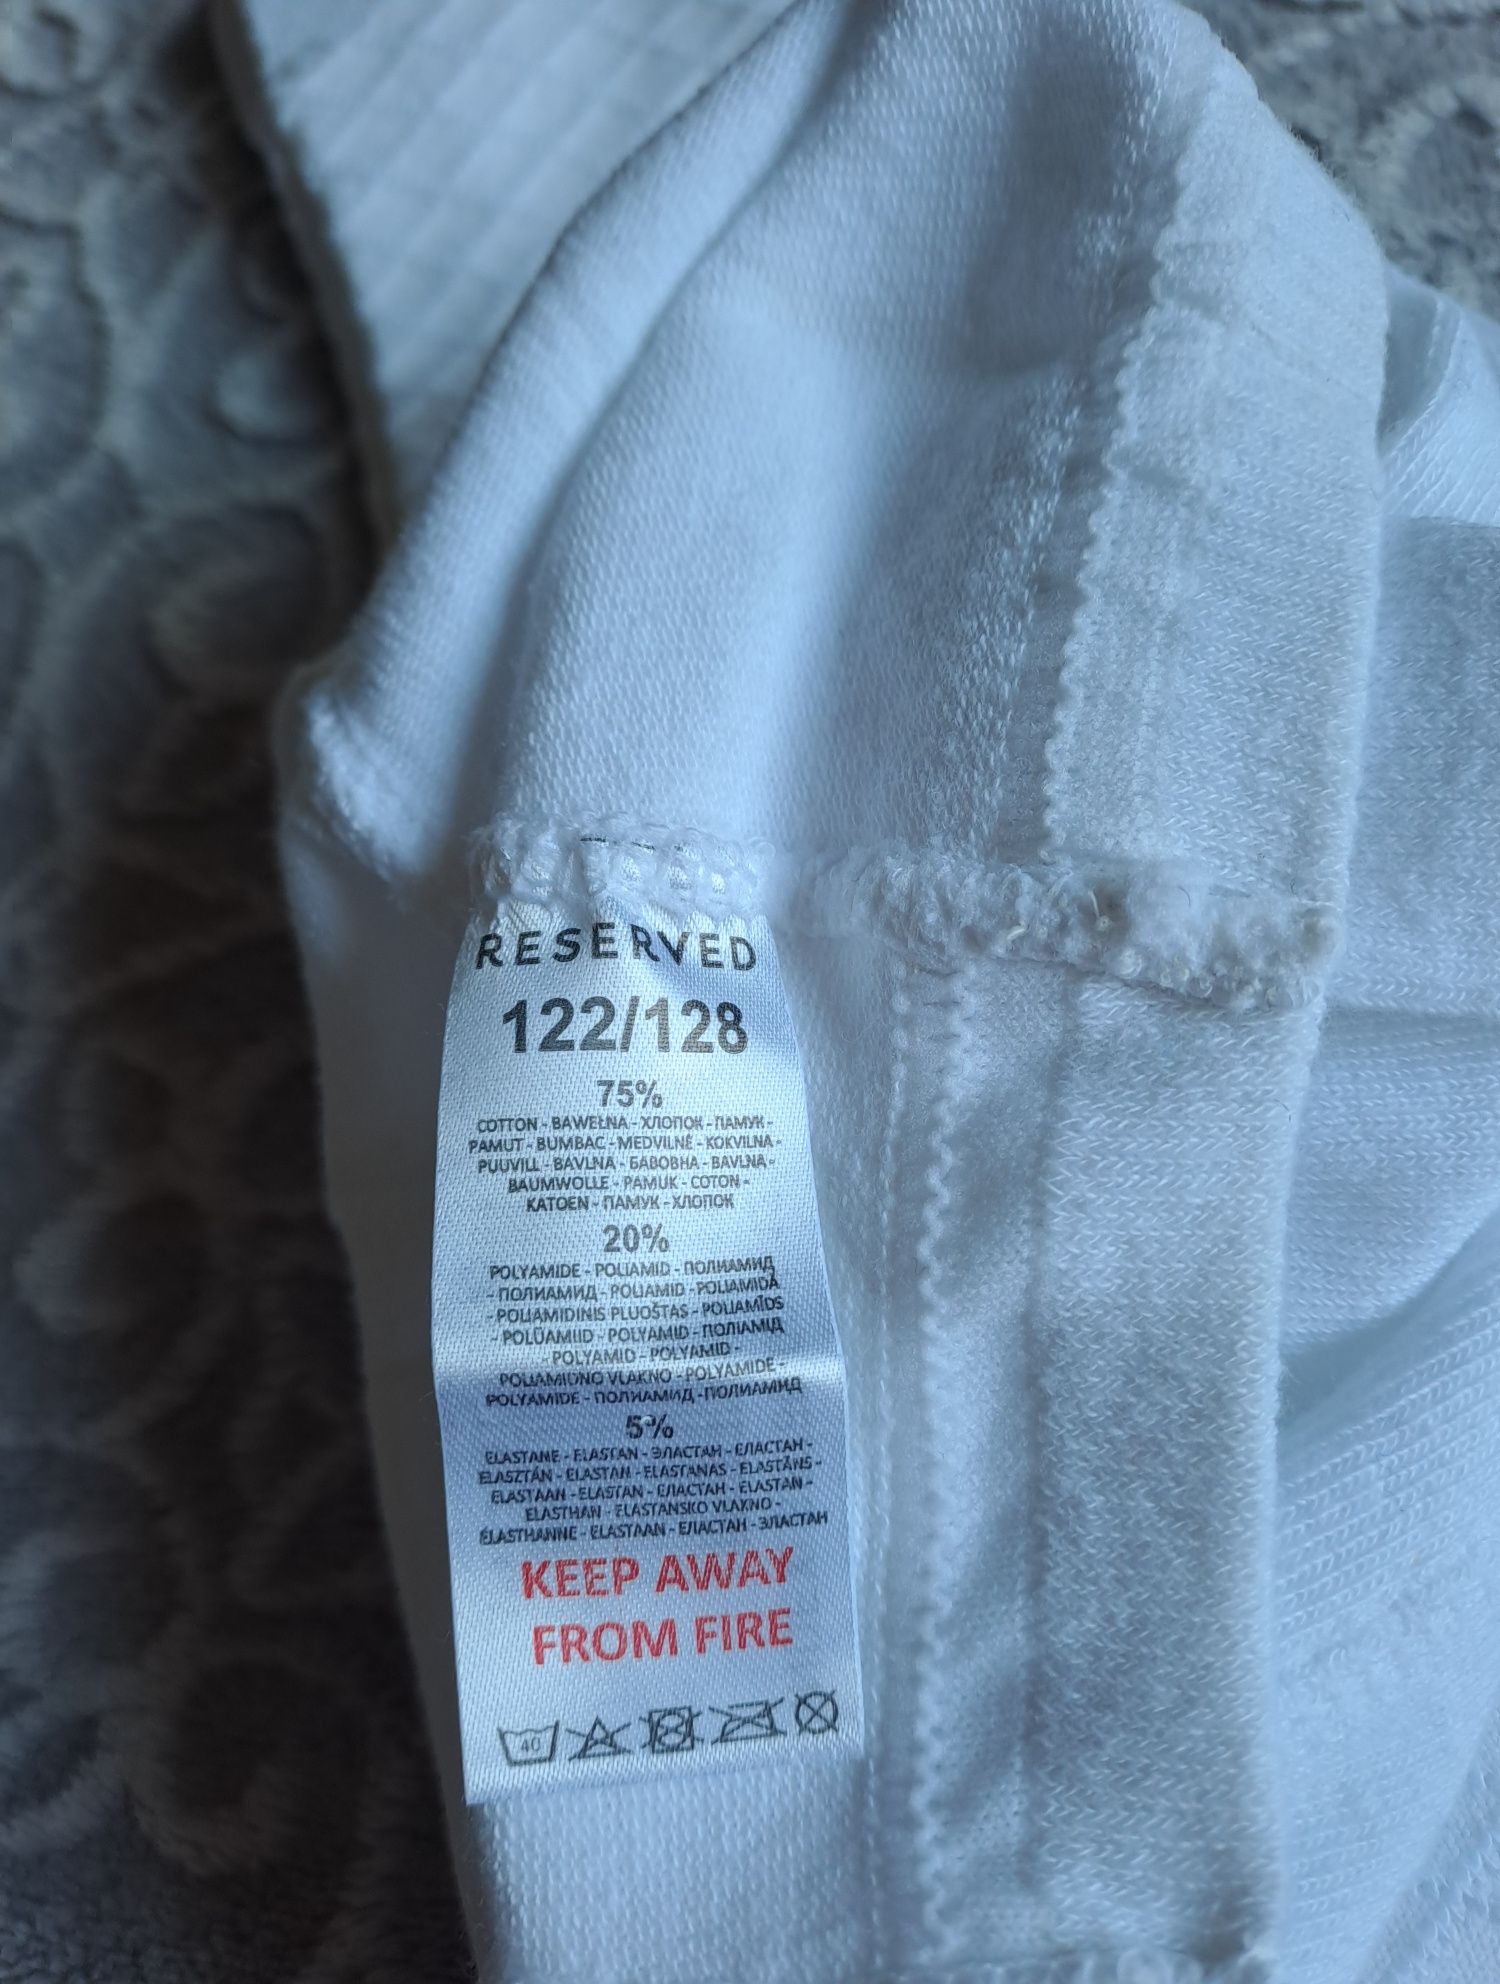 RESERVED
122/128
75%
COTTON - BAWEŁNA - ХЛОПОК - ПАМУК -
PAMUT - BUMBAC - MEDVILNĖ - KOKVILNA -
PUUVILL - BAVLNA - БАВОВНА - BAVLNA -
BAUMWOLLE - PAMUK - COTON -
KATOEN - ПАМУК - ХЛОПОК
20%
POLYAMIDE - POLIAMID - ПОЛИАМИД
- ПОЛИАМИД - POLIAMID - POLIAMIDĂ
- POLIAMIDINIS PLUOŠTAS - POLIAMĪDS
- POLÜAMIID - POLYAMID - ПОЛІАМІД
- POLYAMID - POLYAMID -
POLIAMIDNO VLAKNO - POLYAMIDE -
POLYAMIDE - ПОЛИАМИД - ПОЛИАМИД
5%
ELASTANE - ELASTAN - ЭЛАСТАН - ЕЛАСТАН -
ELASZTÁN - ELASTAN - ELASTANAS - ELASTĀNS -
ELASTAAN - ELASTAN - ЕЛАСТАН - ELASTAN -
ELASTHAN - ELASTANSKO VLAKNO -
ÉLASTHANNE - ELASTAAN - ЕЛАСТАН - ЭЛАСТАН
KEEP AWAY
FROM FIRE
40